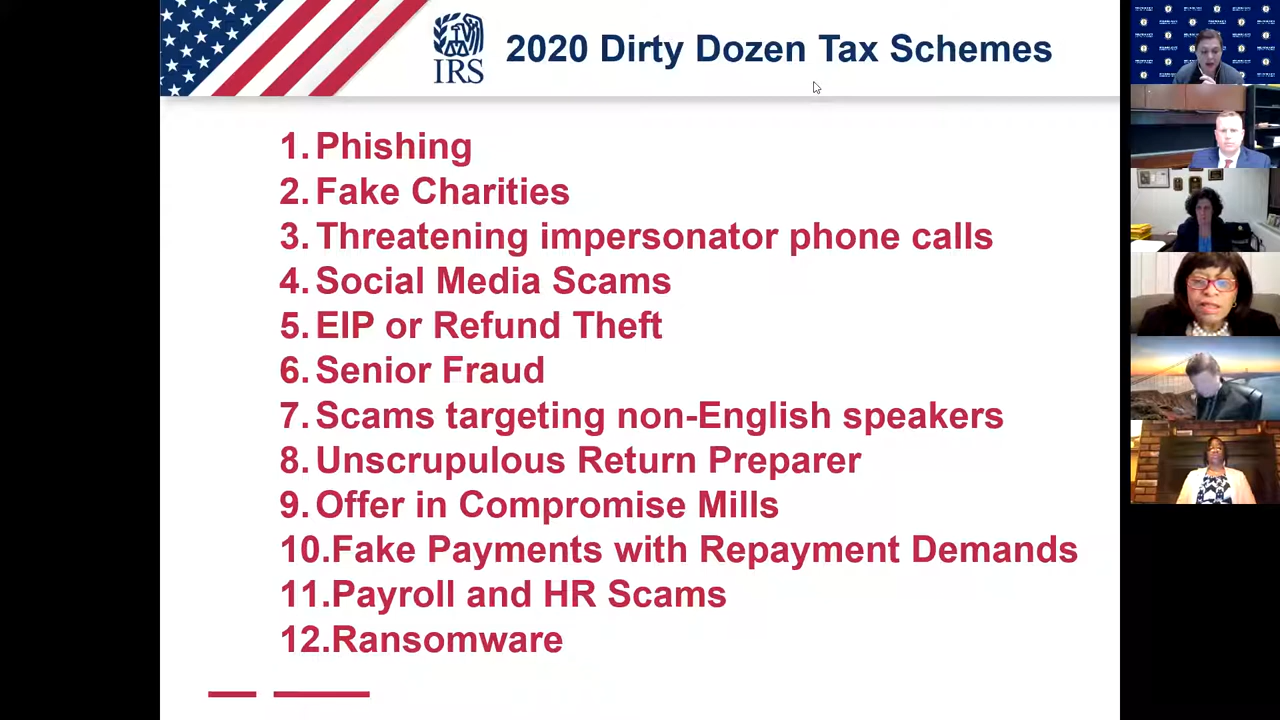 IRS
2020 Dirty Dozen Tax Schemes
1. Phishing
2. Fake Charities
3. Threatening impersonator phone calls
4. Social Media Scams
5. EIP or Refund Theft
6. Senior Fraud
7. Scams targeting non-English speakers
8. Unscrupulous Return Preparer
9. Offer in Compromise Mills
10.Fake Payments with Repayment Demands
11.Payroll and HR Scams
12.Ransomware